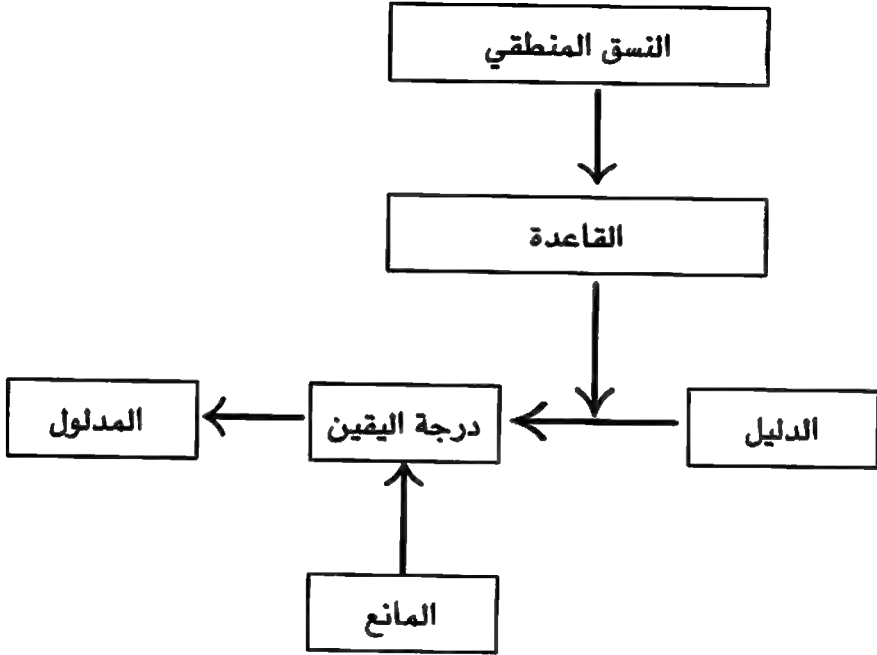 النسق المنطقي
القاعدة
الدليل
درجة اليقين
المدلول
المانع